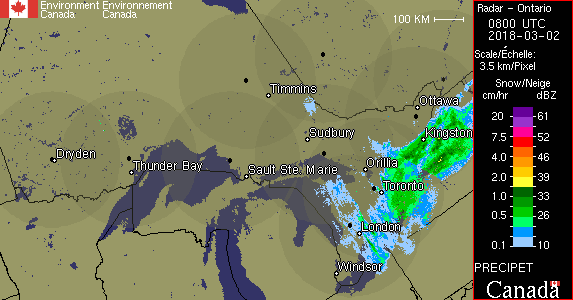 Environment Environnement
Canada Canada
100 KM
Radar - Ontario
0800 UTC
2018-03-02
Scale/Échelle:
3.5 km/Pixel
Snow/Neige
cm/hr dBZ
20 61
7.5 52
4.0 46
2.0 39
1.0 33
0.5 26
0.1 10
PRECIPET
Canada
Timmins
Ottawa
Sudbury
Kingston
Dryden
Thunder Bay
Sault Ste. Marie
Orillia
Toronto
London
Windsor